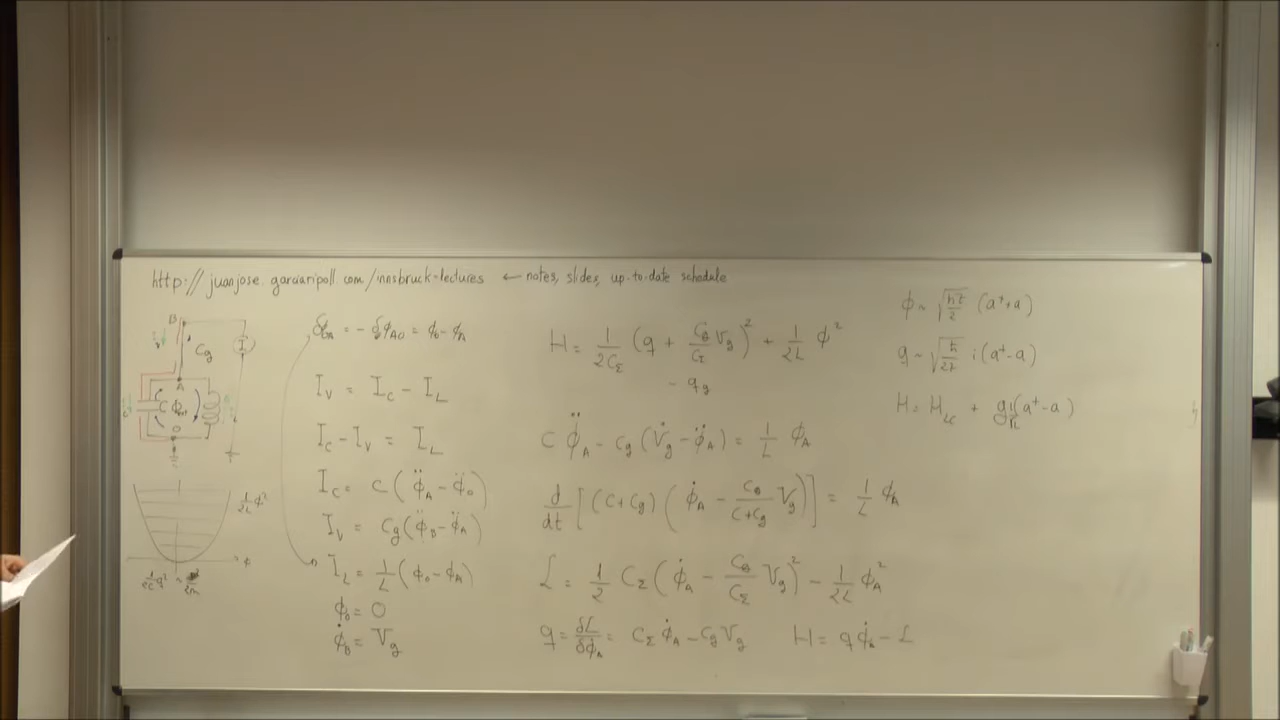 http://juanjose.garciaripoll.com/innsbruck-lectures ← notes, slides, up-to-date schedule
B
C_g
A
C ϕ
0
1/2L ϕ²
ϕ
I_V = I_C - I_L
I_C - I_V = I_L
I_C = C(ϕ̈_A - ϕ̈_0)
I_V = C_g(ϕ̈_B - ϕ̈_A)
I_L = 1/L (ϕ_0 - ϕ_A)
ϕ_0 = 0
ϕ̇_B = V_g
H = 1/2C_Σ (q + C_g/C_Σ V_g)² + 1/2L ϕ²
- q_g
C ϕ̈_A - C_g(V̇_g - ϕ̈_A) = 1/L ϕ_A
d/dt [(C+C_g)(ϕ̇_A - C_g/C+C_g V_g)] = 1/L ϕ_A
L = 1/2 C_Σ (ϕ̇_A - C_g/C_Σ V_g)² - 1/2L ϕ_A²
q = δL/δϕ̇_A = C_Σ ϕ̇_A - C_g V_g
H = q ϕ̇_A - L
ϕ ~ √ħZ/2 (a⁺+a)
q ~ √ħ/2Z i(a⁺-a)
H = H_LC +